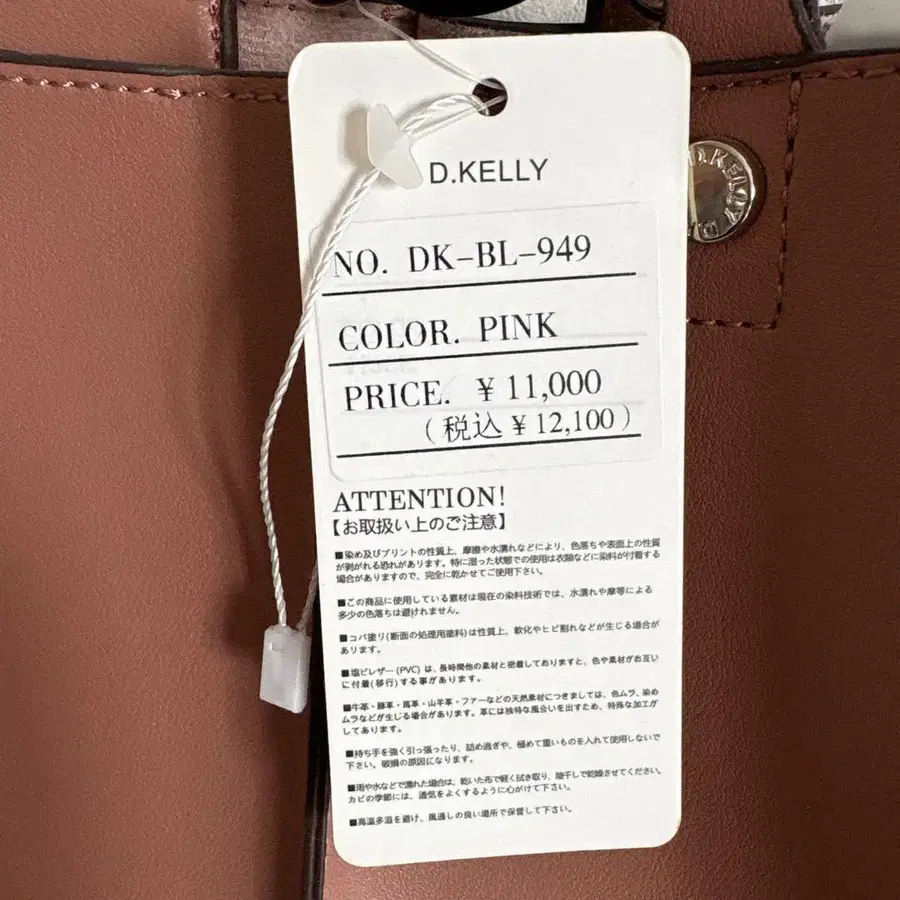 D.KELLY
D.KELLY D
NO. DK-BL-949
COLOR. PINK
PRICE. ¥ 11,000
(税込 ¥ 12,100)
ATTENTION!
【お取扱い上のご注意】
■染め及びプリントの性質上、摩擦や水濡れなどにより、色落ちや表面上の性質
が剥がれる恐れがあります。特に湿った状態での使用は衣類などに染料が付着する
場合がありますので、完全に乾かせてご使用下さい。
■この商品に使用している素材は現在の染料技術では、水濡れや摩等による
多少の色落ちは避けれません。
■コバ塗り(断面の処理用塗料)は性質上、軟化やヒビ割れなどが生じる場合が
あります。
■塩ビレザー(PVC)は、長時間他の素材と密着しておりますと、色や素材がお互い
に付着(移行)する事があります。
■牛革・豚革・馬革・山羊革・ファーなどの天然素材につきましては、色ムラ、染め
ムラなどが生じる場合があります。革には独特な風合いを出すため、特殊な加工が
してあります。
■持ち手を強く引っ張ったり、詰め過ぎや、極めて重いものを入れて使用しないで
下さい。破損の原因になります。
■雨や水などで濡れた場合は、乾いた布で軽く拭き取り、陰干しで乾燥させてください。
カビの季節には、通気をよくするように心がけて下さい。
■高温多湿を避け、風通しの良い場所で保管して下さい。